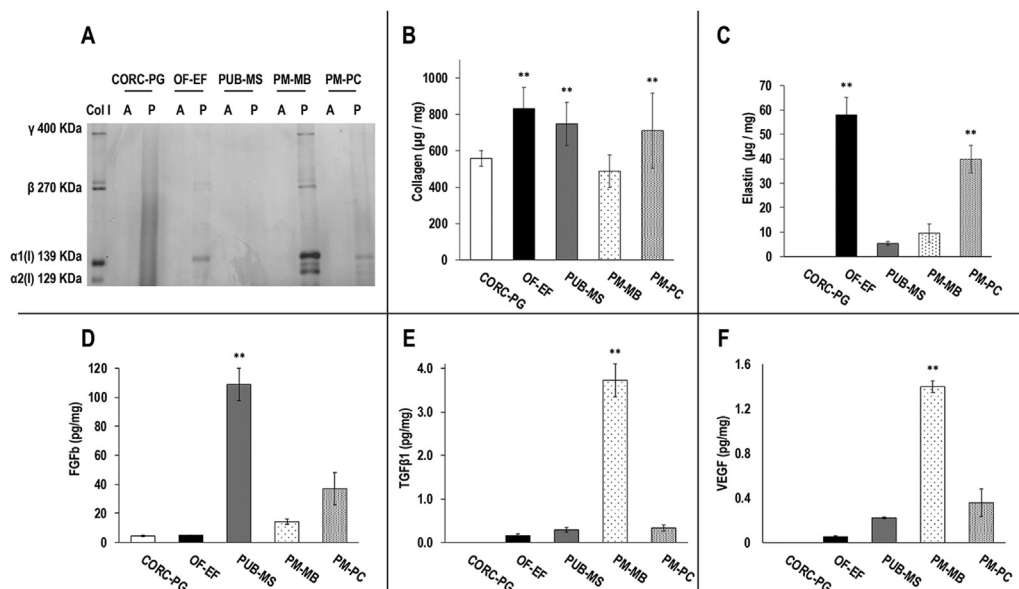 A
CORC-PG OF-EF PUB-MS PM-MB PM-PC
Col I A P A P A P A P A P
γ 400 KDa
β 270 KDa
α1(I) 139 KDa
α2(I) 129 KDa
B
Collagen (µg / mg)
1000
800
600
400
200
0
** ** **
CORC-PG OF-EF PUB-MS PM-MB PM-PC
C
Elastin (µg / mg)
70
60
50
40
30
20
10
0
** **
CORC-PG OF-EF PUB-MS PM-MB PM-PC
D
FGFb (pg/mg)
120
100
80
60
40
20
0
**
CORC-PG OF-EF PUB-MS PM-MB PM-PC
E
TGFβ1 (pg/mg)
4.0
3.0
2.0
1.0
0.0
**
CORC-PG OF-EF PUB-MS PM-MB PM-PC
F
VEGF (pg/mg)
1.6
1.2
0.8
0.4
0
**
CORC-PG OF-EF PUB-MS PM-MB PM-PC